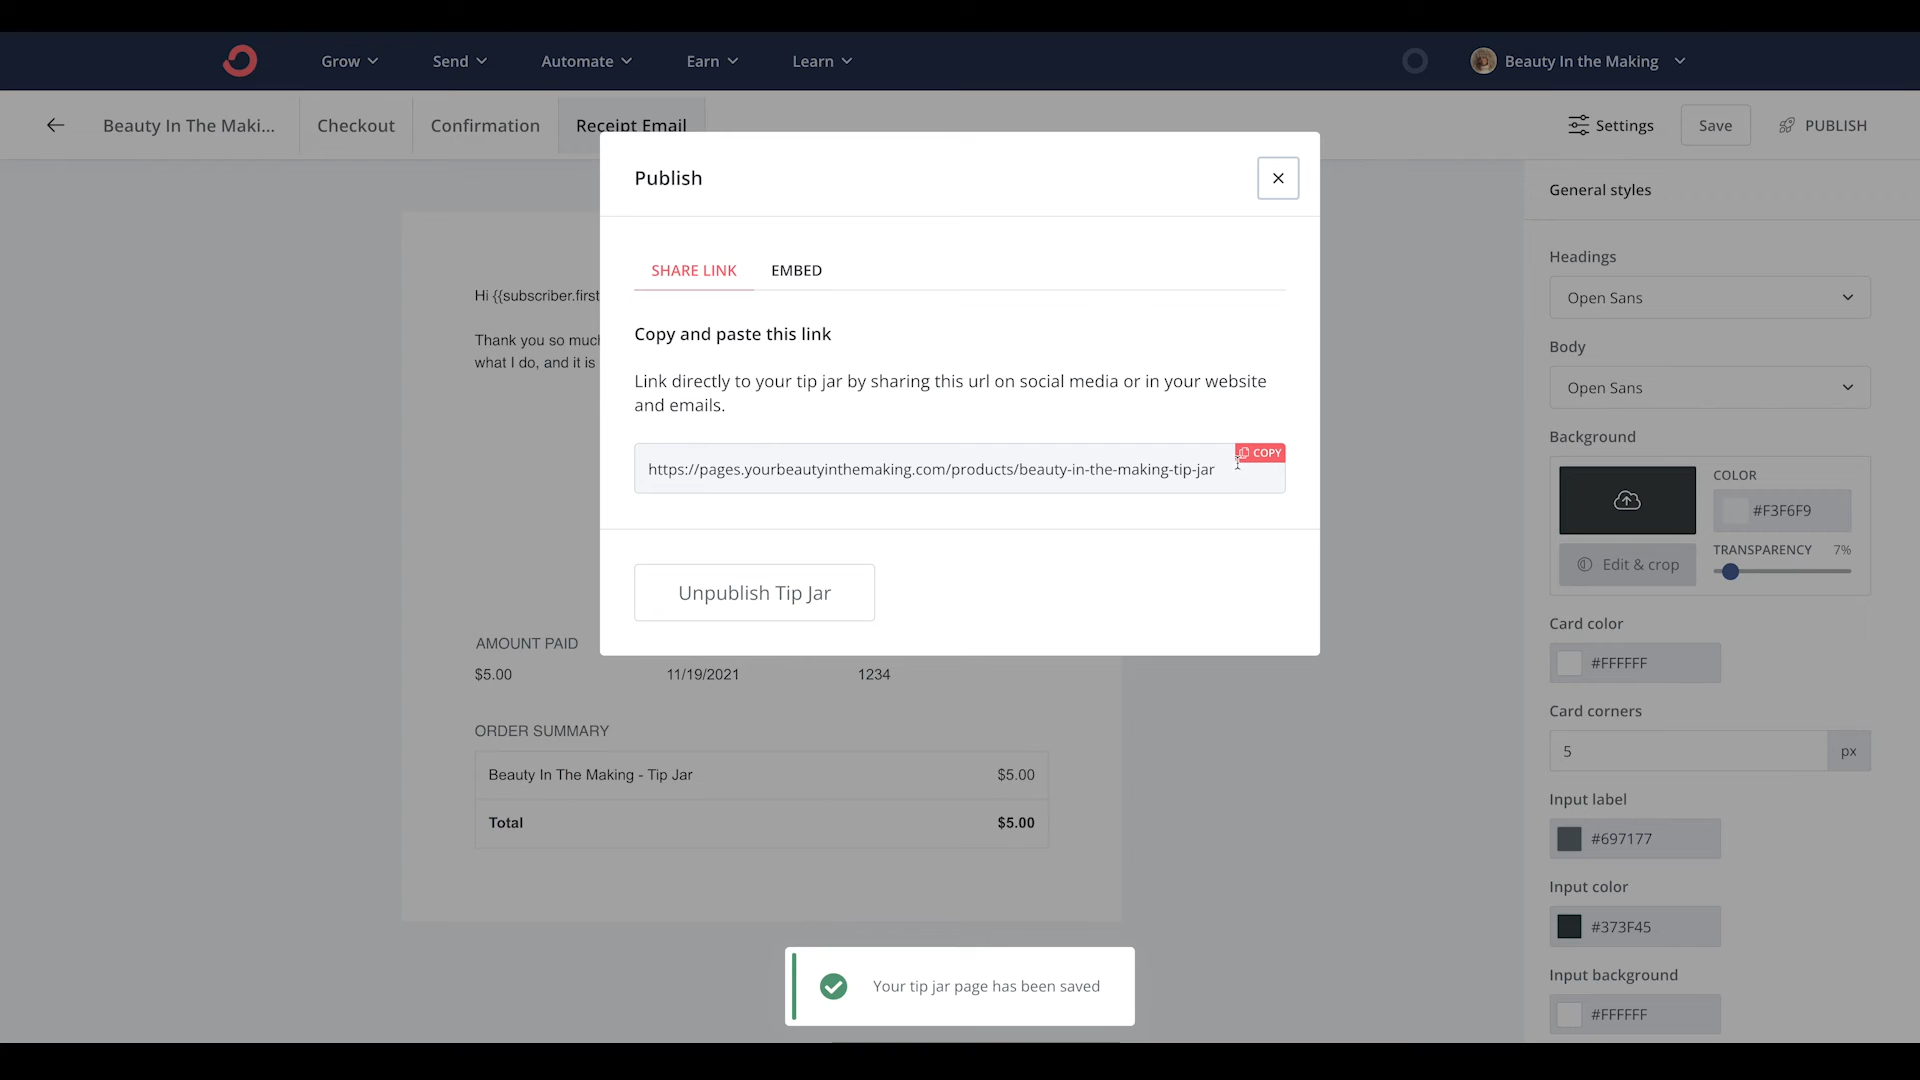 Grow
Send
Automate
Earn
Learn
Beauty In the Making
Beauty In The Maki...
Checkout
Confirmation
Receipt Email
Settings
Save
PUBLISH
Publish
SHARE LINK
EMBED
Copy and paste this link
Link directly to your tip jar by sharing this url on social media or in your website
and emails.
COPY
https://pages.yourbeautyinthemaking.com/products/beauty-in-the-making-tip-jar
Unpublish Tip Jar
Hi {{subscriber.first
Thank you so much
what I do, and it is
AMOUNT PAID
$5.00
11/19/2021
1234
ORDER SUMMARY
Beauty In The Making - Tip Jar
$5.00
Total
$5.00
Your tip jar page has been saved
General styles
Headings
Open Sans
Body
Open Sans
Background
COLOR
#F3F6F9
Edit & crop
TRANSPARENCY 7%
Card color
#FFFFFF
Card corners
5
px
Input label
#697177
Input color
#373F45
Input background
#FFFFFF